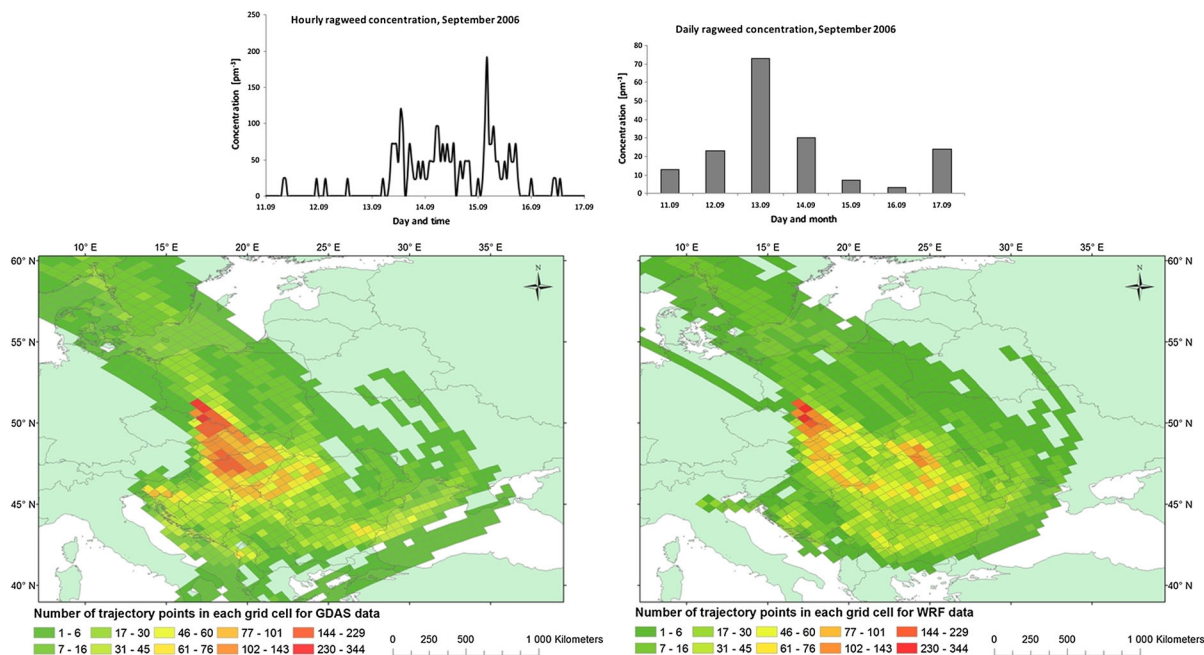 Hourly ragweed concentration, September 2006
Concentration [pm-3]
250
200
150
100
50
0
11.09 12.09 13.09 14.09 15.09 16.09 17.09
Day and time
Daily ragweed concentration, September 2006
Concentration [pm-3]
80
70
60
50
40
30
20
10
0
11.09 12.09 13.09 14.09 15.09 16.09 17.09
Day and month
10° E 15° E 20° E 25° E 30° E 35° E
60° N
55° N
50° N
45° N
40° N
N
Number of trajectory points in each grid cell for GDAS data
1 - 6 17 - 30 46 - 60 77 - 101 144 - 229
7 - 16 31 - 45 61 - 76 102 - 143 230 - 344
0 250 500 1 000 Kilometers
10° E 15° E 20° E 25° E 30° E 35° E
60° N
55° N
50° N
45° N
40° N
N
Number of trajectory points in each grid cell for WRF data
1 - 6 17 - 30 46 - 60 77 - 101 144 - 229
7 - 16 31 - 45 61 - 76 102 - 143 230 - 344
0 250 500 1 000 Kilometers